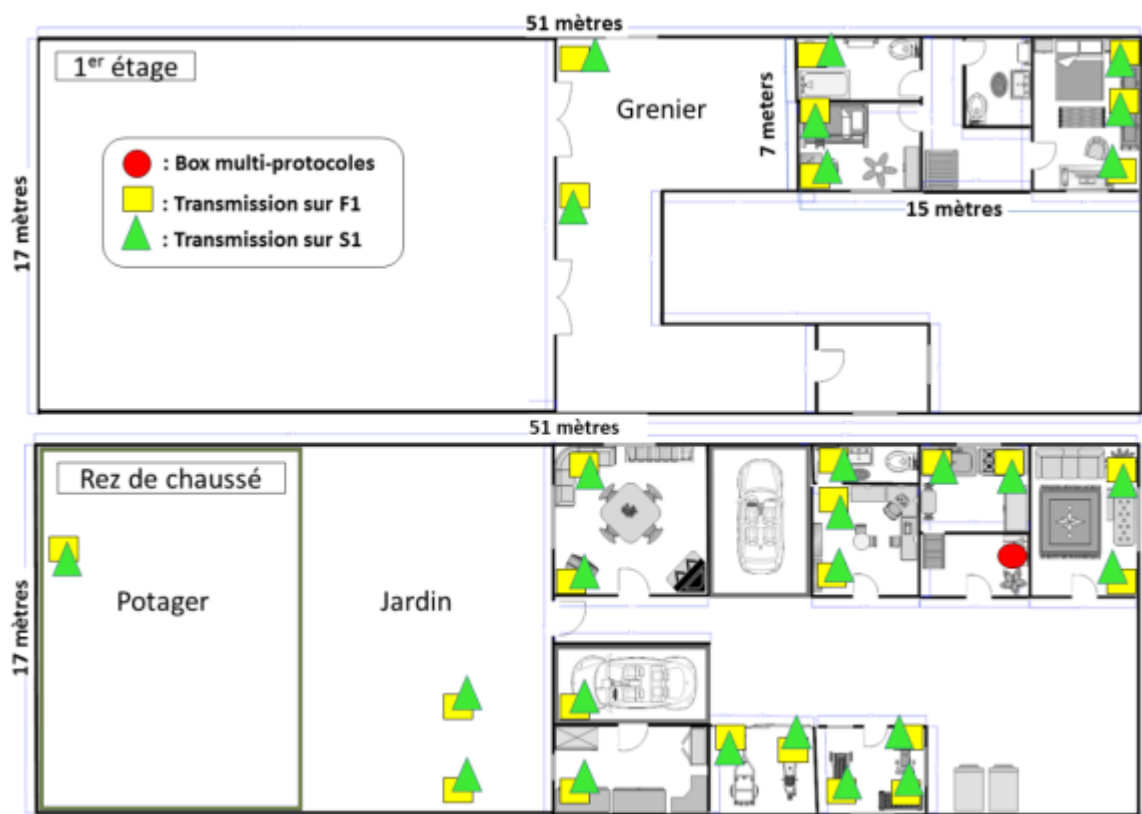 51 mètres
1er étage
Grenier
7 meters
: Box multi-protocoles
: Transmission sur F1
: Transmission sur S1
17 mètres
15 mètres
51 mètres
Rez de chaussé
Potager
Jardin
17 mètres